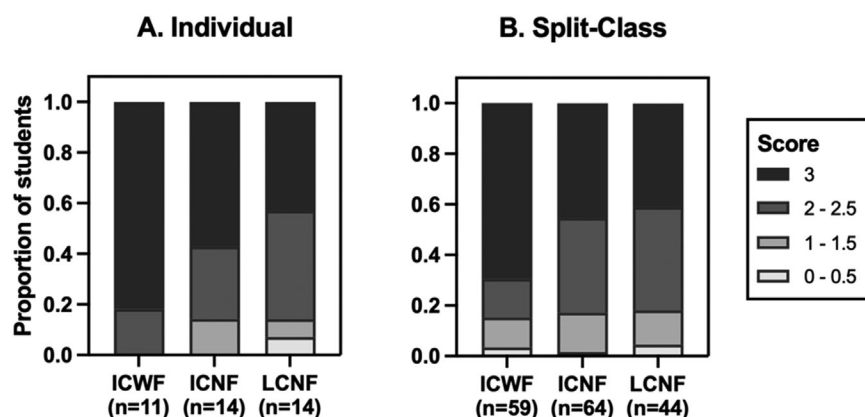 A. Individual
B. Split-Class
Proportion of students
1.0
0.8
0.6
0.4
0.2
0.0
ICWF
(n=11)
ICNF
(n=14)
LCNF
(n=14)
1.0
0.8
0.6
0.4
0.2
0.0
ICWF
(n=59)
ICNF
(n=64)
LCNF
(n=44)
Score
3
2 - 2.5
1 - 1.5
0 - 0.5